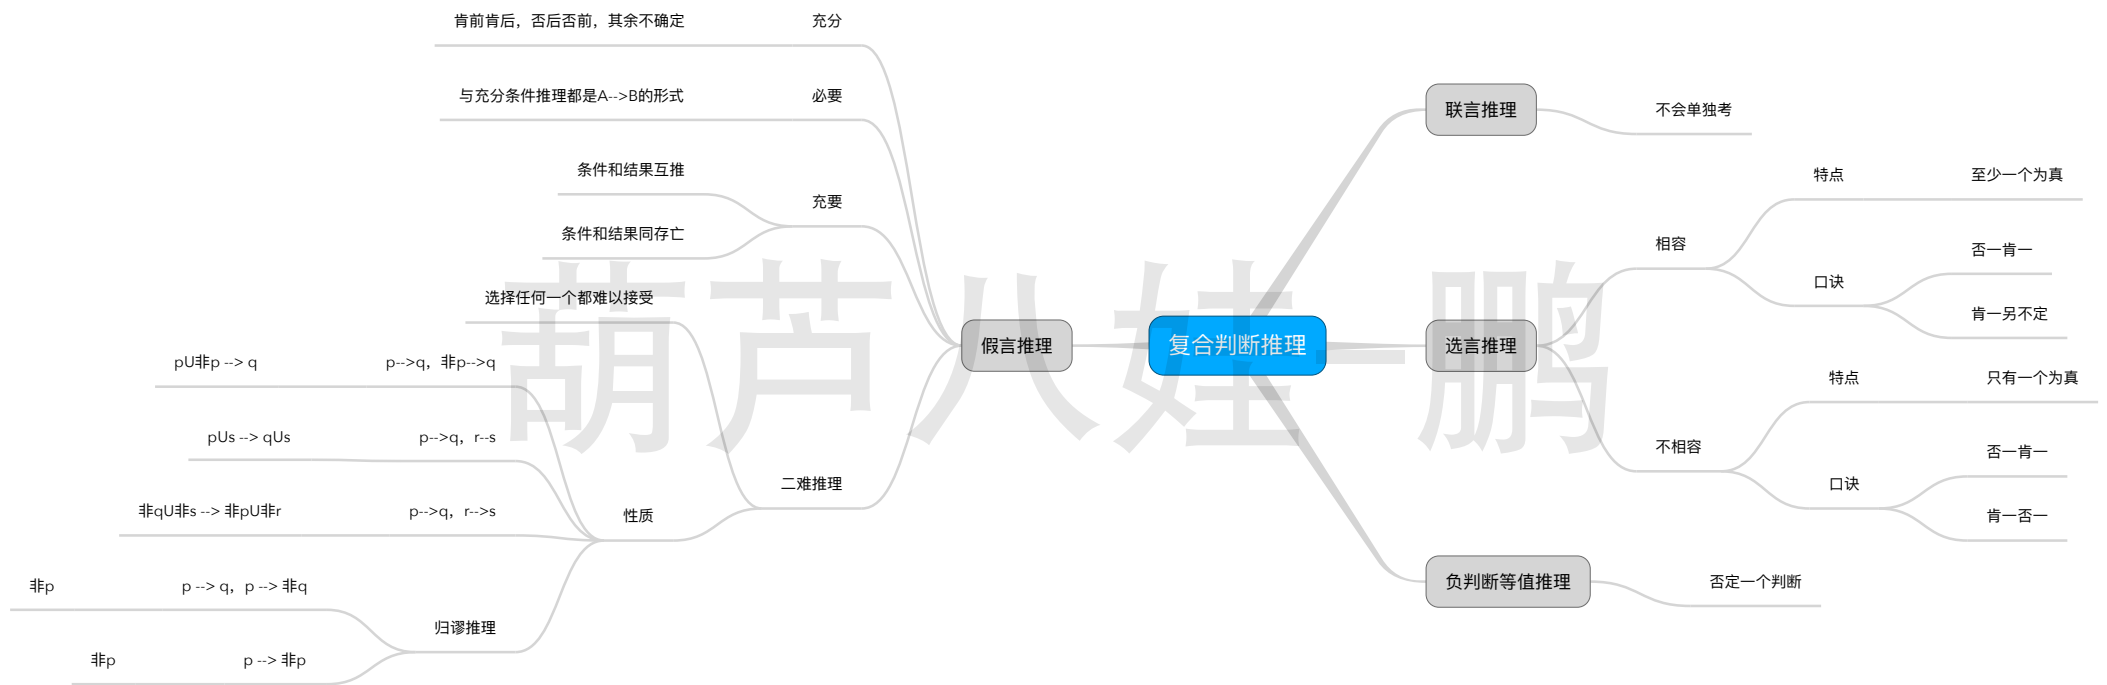 复合判断推理
联言推理
不会单独考
选言推理
相容
特点
至少一个为真
口诀
否一肯一
肯一另不定
不相容
特点
只有一个为真
口诀
否一肯一
肯一否一
负判断等值推理
否定一个判断
假言推理
充分
肯前肯后，否后否前，其余不确定
必要
与充分条件推理都是A-->B的形式
充要
条件和结果互推
条件和结果同存亡
二难推理
选择任何一个都难以接受
性质
p-->q，非p-->q
pU非p --> q
p-->q，r--s
pUs --> qUs
p-->q，r-->s
非qU非s --> 非pU非r
归谬推理
p --> q，p --> 非q
非p
p --> 非p
非p
葫芦八娃—鹏